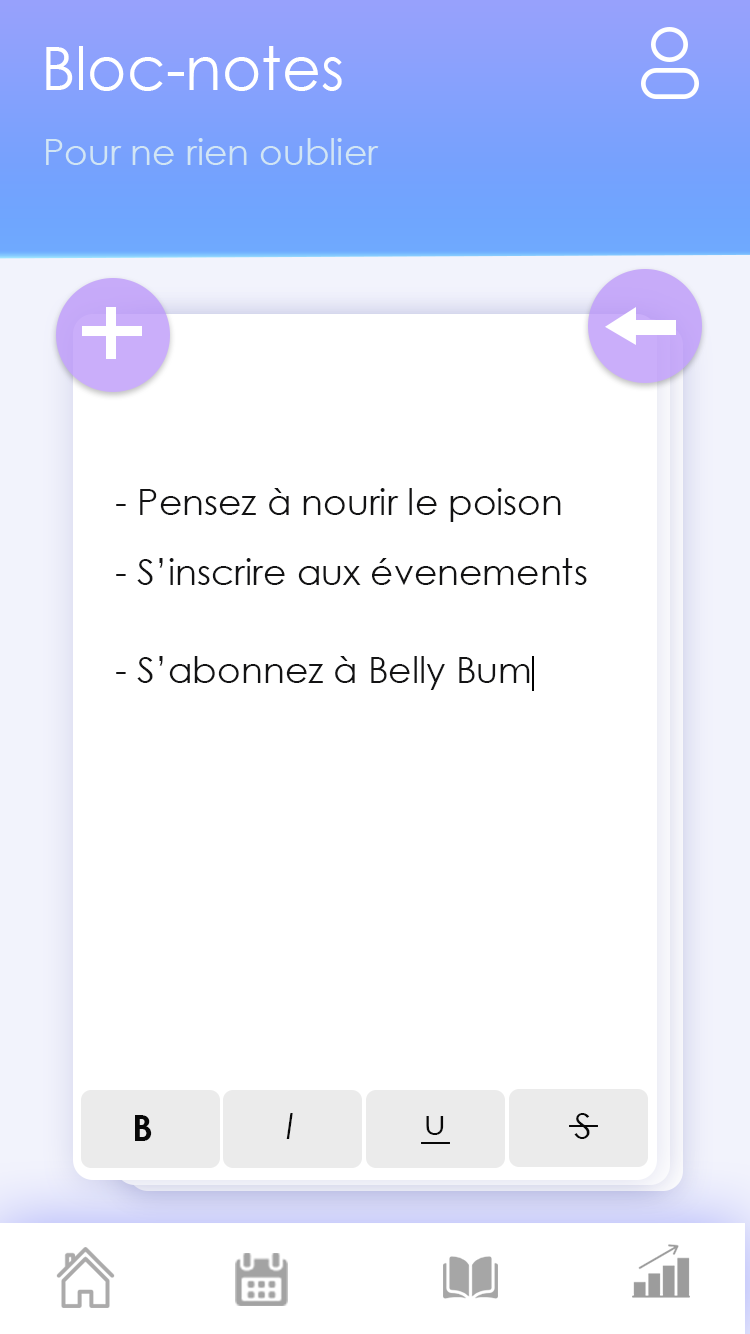 Bloc-notes
Pour ne rien oublier
- Pensez à nourir le poison
- S’inscrire aux évenements
- S’abonnez à Belly Bum
B I U S